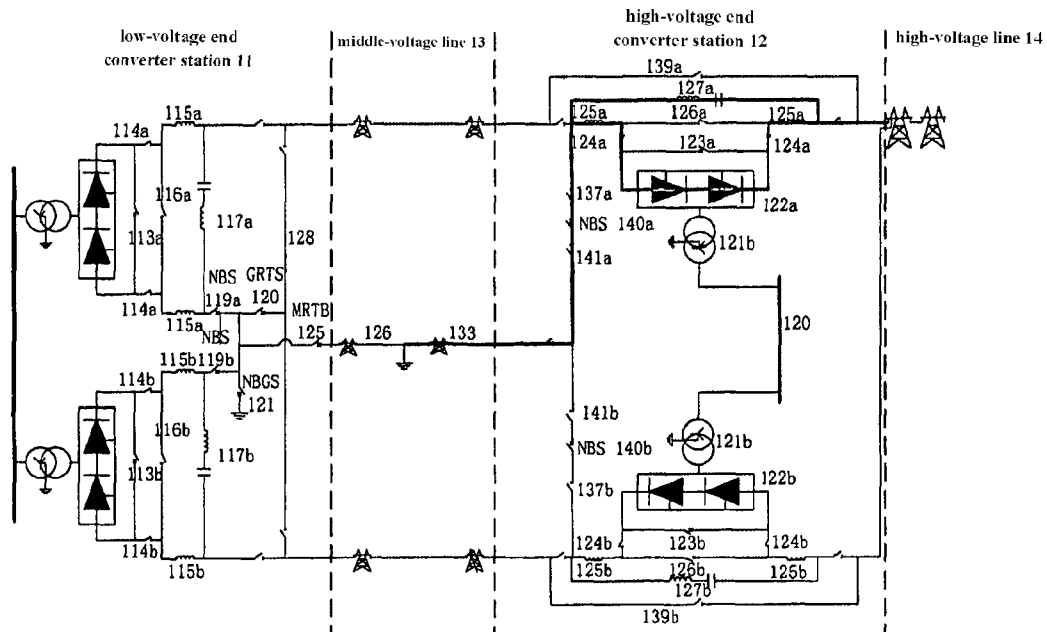 low-voltage end
converter station 11
middle-voltage line 13
high-voltage end
converter station 12
high-voltage line 14
139a
127a
115a
125a
126a
125a
114a
124a
123a
124a
116a
137a
122a
117a
NBS 140a
113a
128
121b
141a
NBS
GRTS
114a
119a
120
115a
MRTB
120
NBS
125
126
133
115b
119b
114b
NBGS
121
141b
116b
121b
117b
NBS 140b
113b
122b
137b
114b
124b
123b
124b
115b
125b
126b
125b
127b
139b